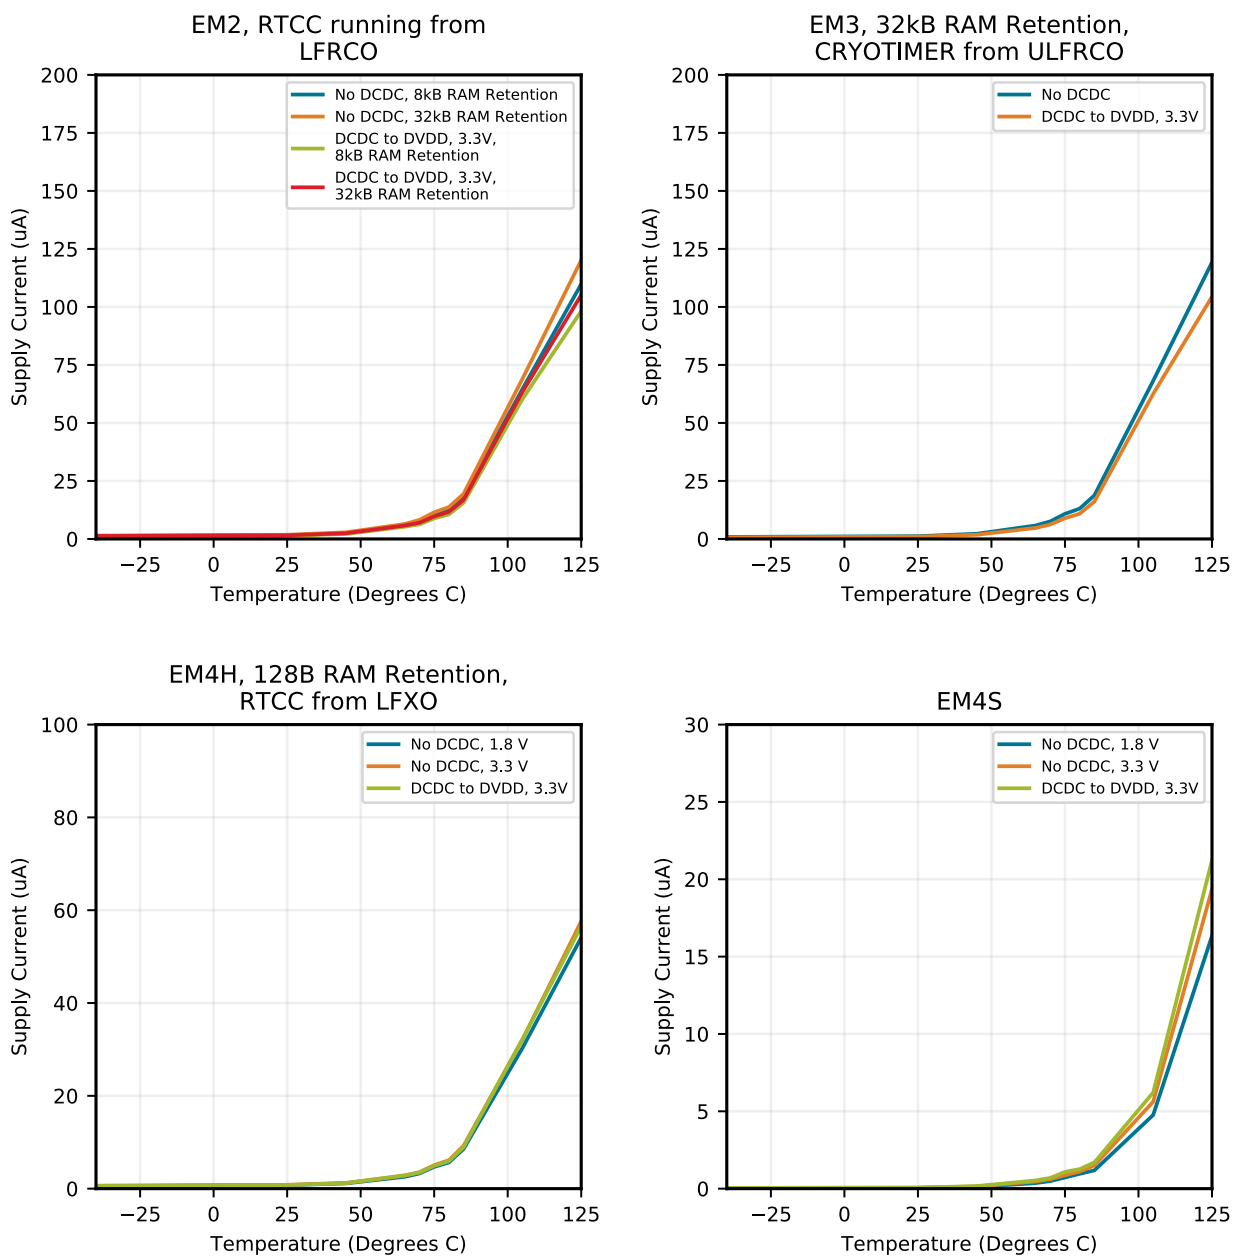 EM2, RTCC running from
LFRCO
200
175
150
125
100
75
50
25
0
Supply Current (uA)
No DCDC, 8kB RAM Retention
No DCDC, 32kB RAM Retention
DCDC to DVDD, 3.3V,
8kB RAM Retention
DCDC to DVDD, 3.3V,
32kB RAM Retention
−25 0 25 50 75 100 125
Temperature (Degrees C)
EM3, 32kB RAM Retention,
CRYOTIMER from ULFRCO
200
175
150
125
100
75
50
25
0
Supply Current (uA)
No DCDC
DCDC to DVDD, 3.3V
−25 0 25 50 75 100 125
Temperature (Degrees C)
EM4H, 128B RAM Retention,
RTCC from LFXO
100
80
60
40
20
0
Supply Current (uA)
No DCDC, 1.8 V
No DCDC, 3.3 V
DCDC to DVDD, 3.3V
−25 0 25 50 75 100 125
Temperature (Degrees C)
EM4S
30
25
20
15
10
5
0
Supply Current (uA)
No DCDC, 1.8 V
No DCDC, 3.3 V
DCDC to DVDD, 3.3V
−25 0 25 50 75 100 125
Temperature (Degrees C)